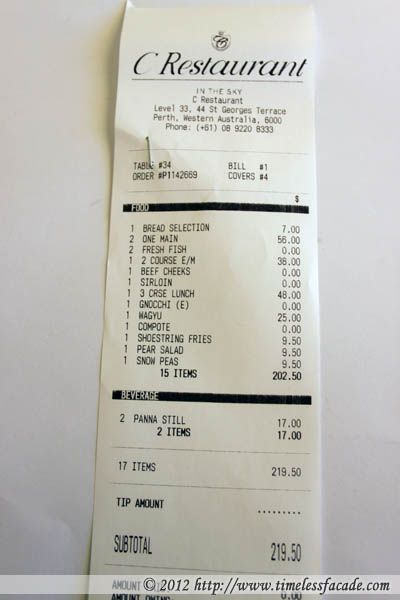 C Restaurant
IN THE SKY
C Restaurant
Level 33, 44 St Georges Terrace
Perth, Western Australia, 6000
Phone: (+61) 08 9220 8333
TABLE #34 BILL #1
ORDER #P1142669 COVERS #4
$
FOOD
1 BREAD SELECTION 7.00
2 ONE MAIN 56.00
2 FRESH FISH 0.00
1 2 COURSE E/M 38.00
1 BEEF CHEEKS 0.00
1 SIRLOIN 0.00
1 3 CRSE LUNCH 48.00
1 GNOCCHI (E) 0.00
1 WAGYU 25.00
1 COMPOTE 0.00
1 SHOESTRING FRIES 9.50
1 PEAR SALAD 9.50
1 SNOW PEAS 9.50
15 ITEMS 202.50
BEVERAGE
2 PANNA STILL 17.00
2 ITEMS 17.00
17 ITEMS 219.50
TIP AMOUNT .........
SUBTOTAL 219.50
AMOUNT
AMOUNT OWING: 0.00
© 2012 http://www.timelessfacade.com